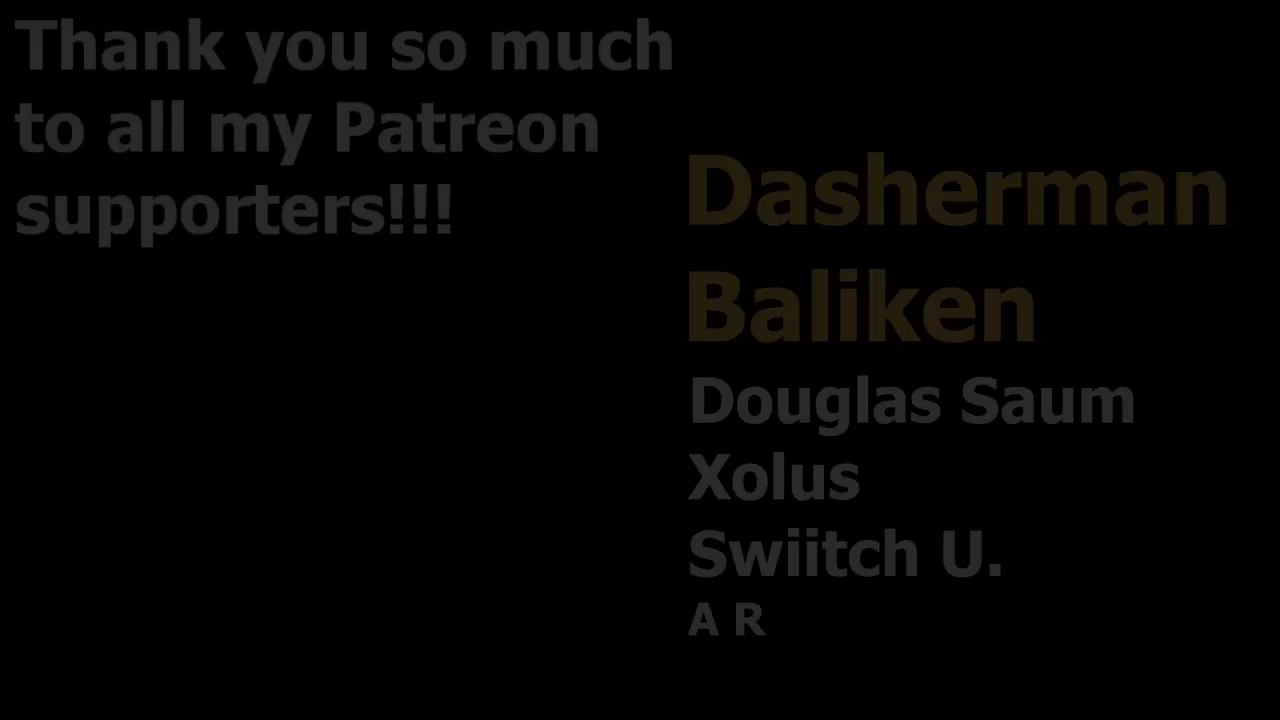 Thank you so much
to all my Patreon
supporters!!!
Dasherman
Baliken
Douglas Saum
Xolus
Swiitch U.
A R